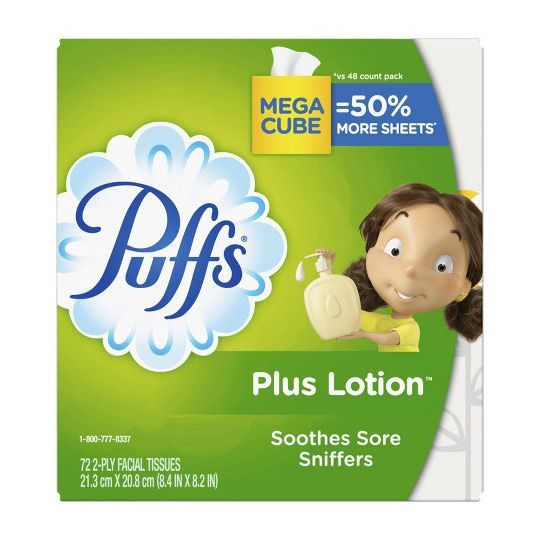 *vs 48 count pack
MEGA
CUBE
=50%
MORE SHEETS*
Puffs®
Plus Lotion™
Soothes Sore
Sniffers
1-800-777-8337
72 2-PLY FACIAL TISSUES
21.3 cm X 20.8 cm (8.4 IN X 8.2 IN)